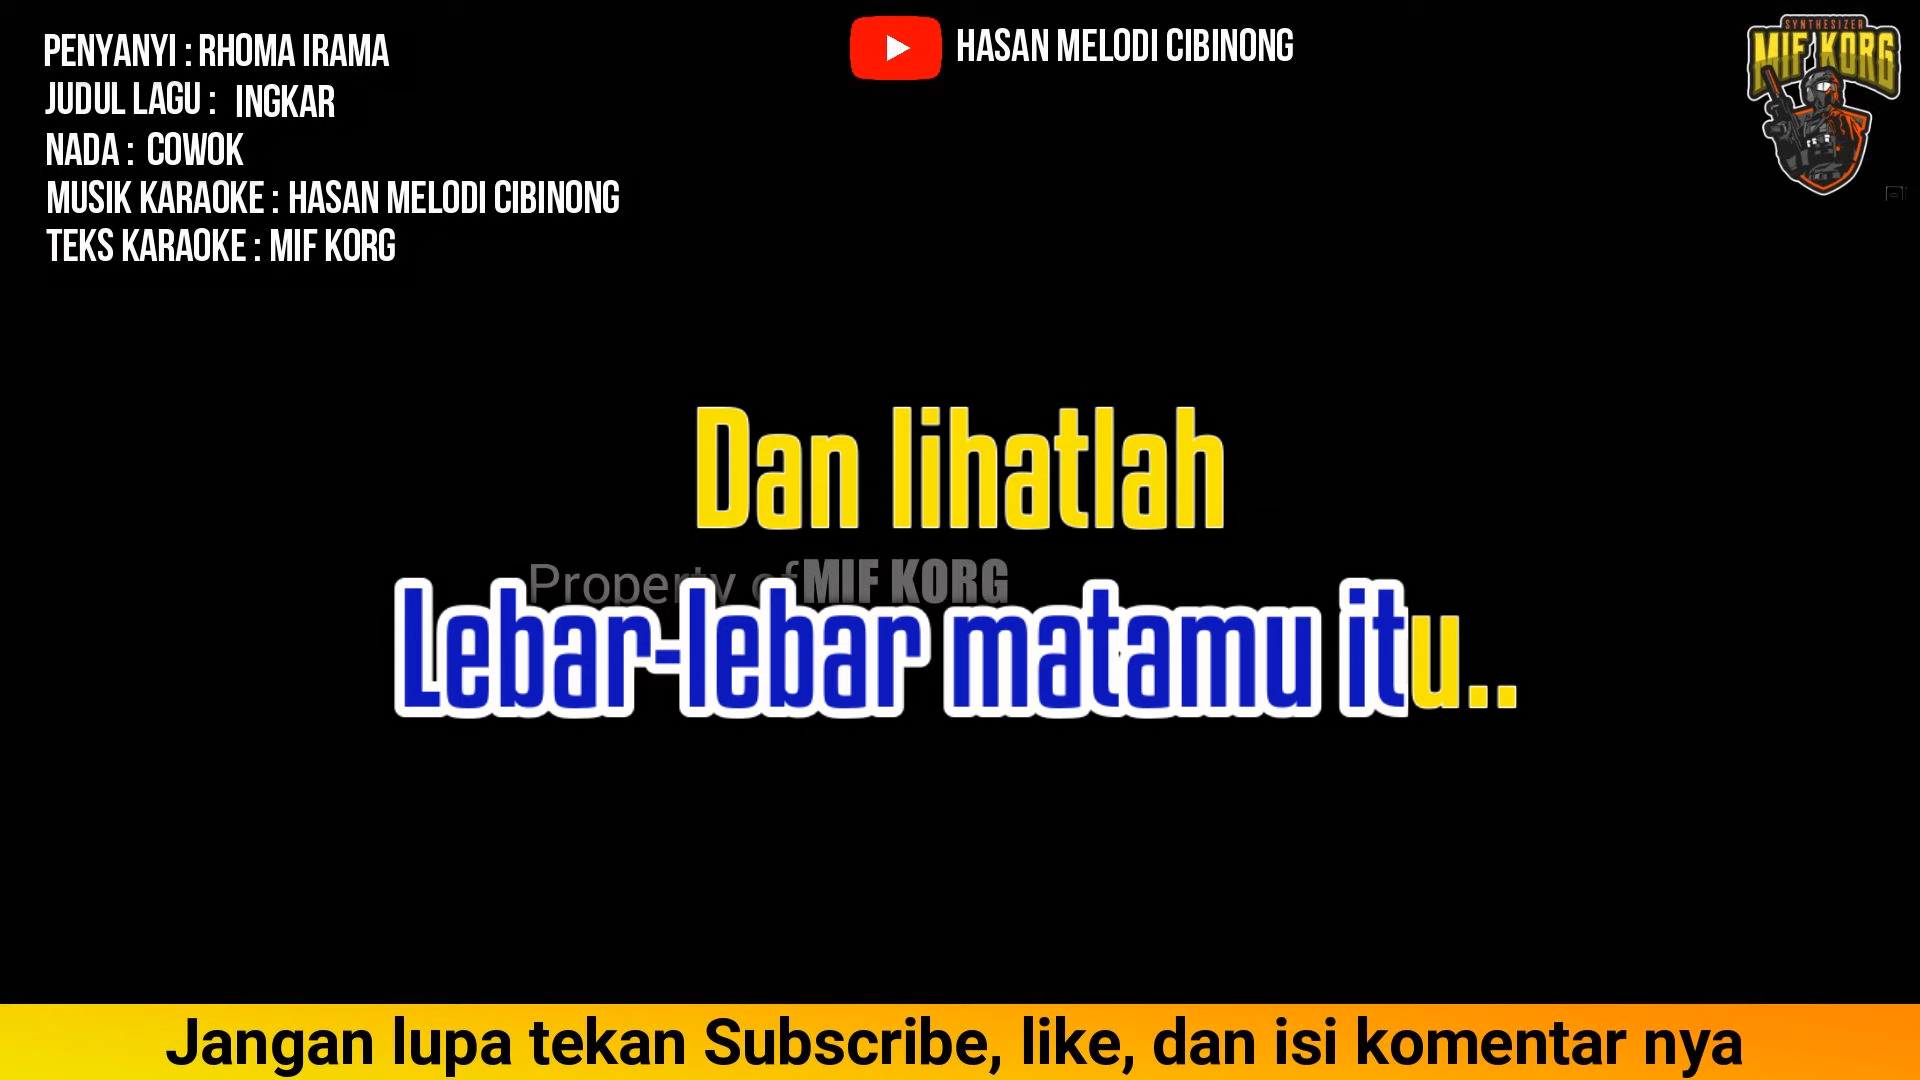 PENYANYI : RHOMA IRAMA
JUDUL LAGU : INGKAR
NADA : COWOK
MUSIK KARAOKE : HASAN MELODI CIBINONG
TEKS KARAOKE : MIF KORG
HASAN MELODI CIBINONG
SYNTHESIZER
MIF KORG
Dan lihatlah
Property of MIF KORG
Lebar-lebar matamu itu..
Jangan lupa tekan Subscribe, like, dan isi komentar nya